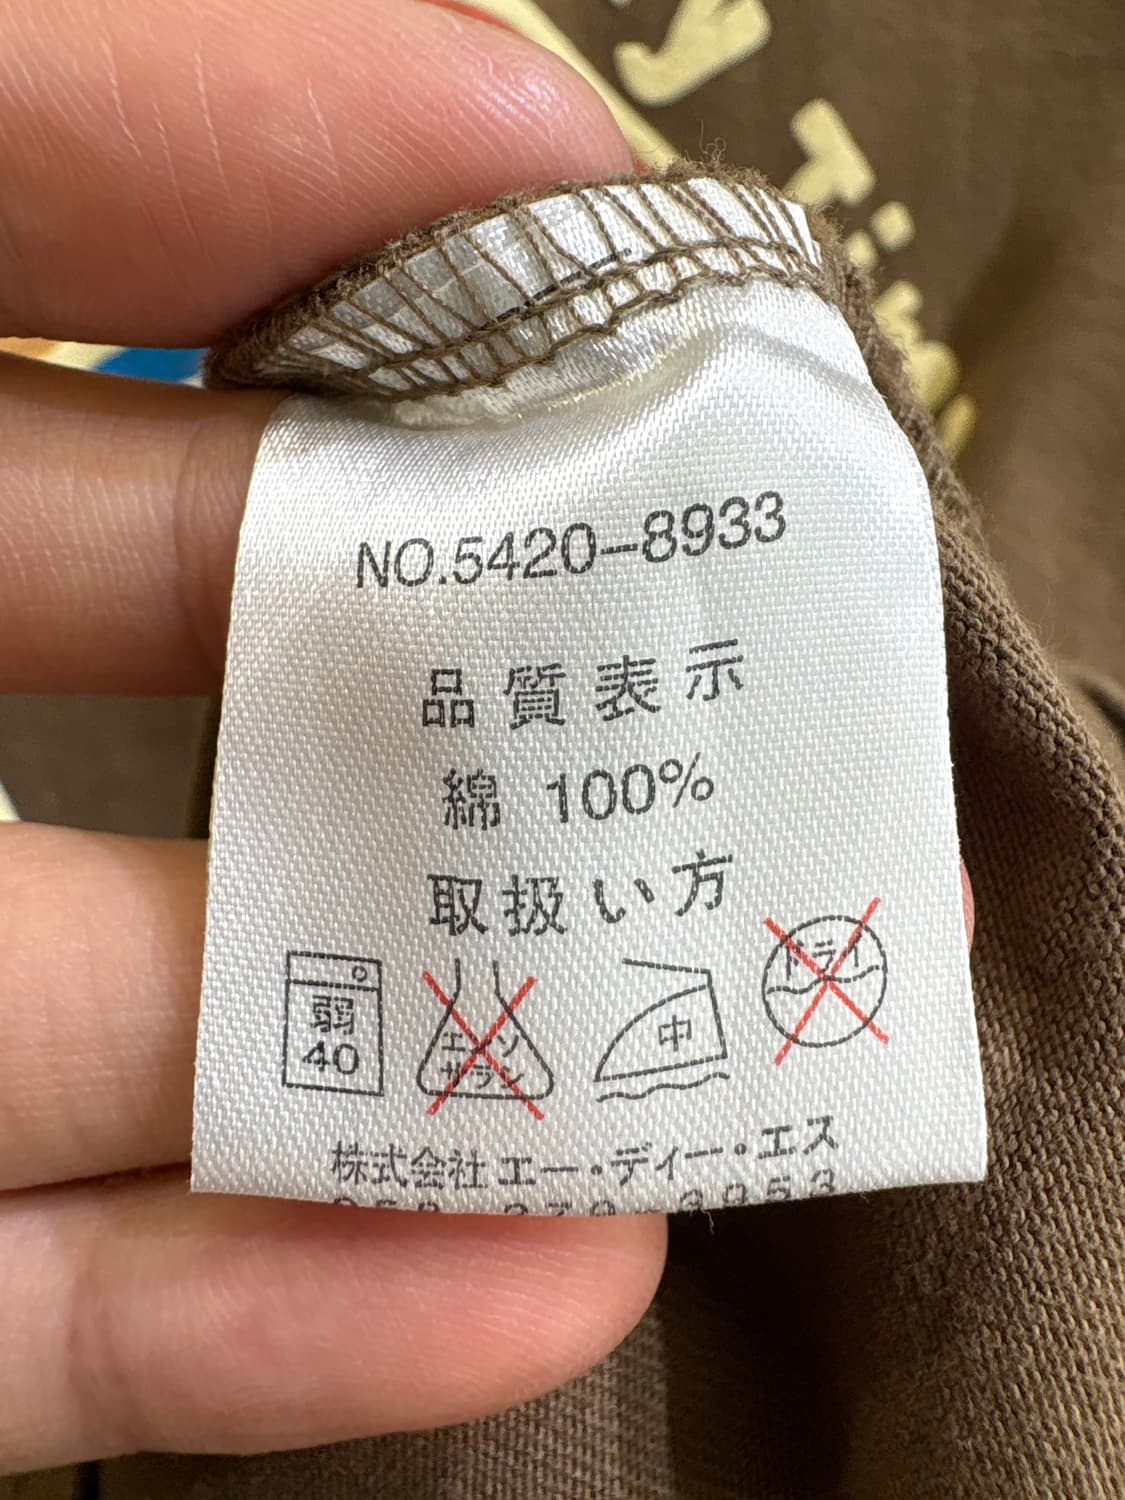 NO.5420-8933
品質表示
綿 100%
取扱い方
弱 40
エンソ サラシ
中
ドライ
株式会社 エー・ディー・エス